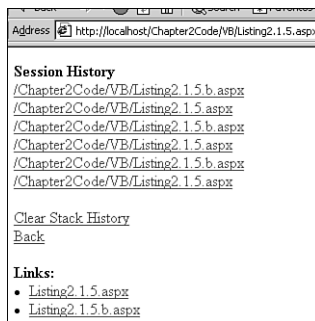 Address http://localhost/Chapter2Code/VB/Listing2.1.5.aspx
Session History
/Chapter2Code/VB/Listing2.1.5.b.aspx
/Chapter2Code/VB/Listing2.1.5.aspx
/Chapter2Code/VB/Listing2.1.5.b.aspx
/Chapter2Code/VB/Listing2.1.5.aspx
/Chapter2Code/VB/Listing2.1.5.b.aspx
/Chapter2Code/VB/Listing2.1.5.aspx
Clear Stack History
Back
Links:
• Listing2.1.5.aspx
• Listing2.1.5.b.aspx